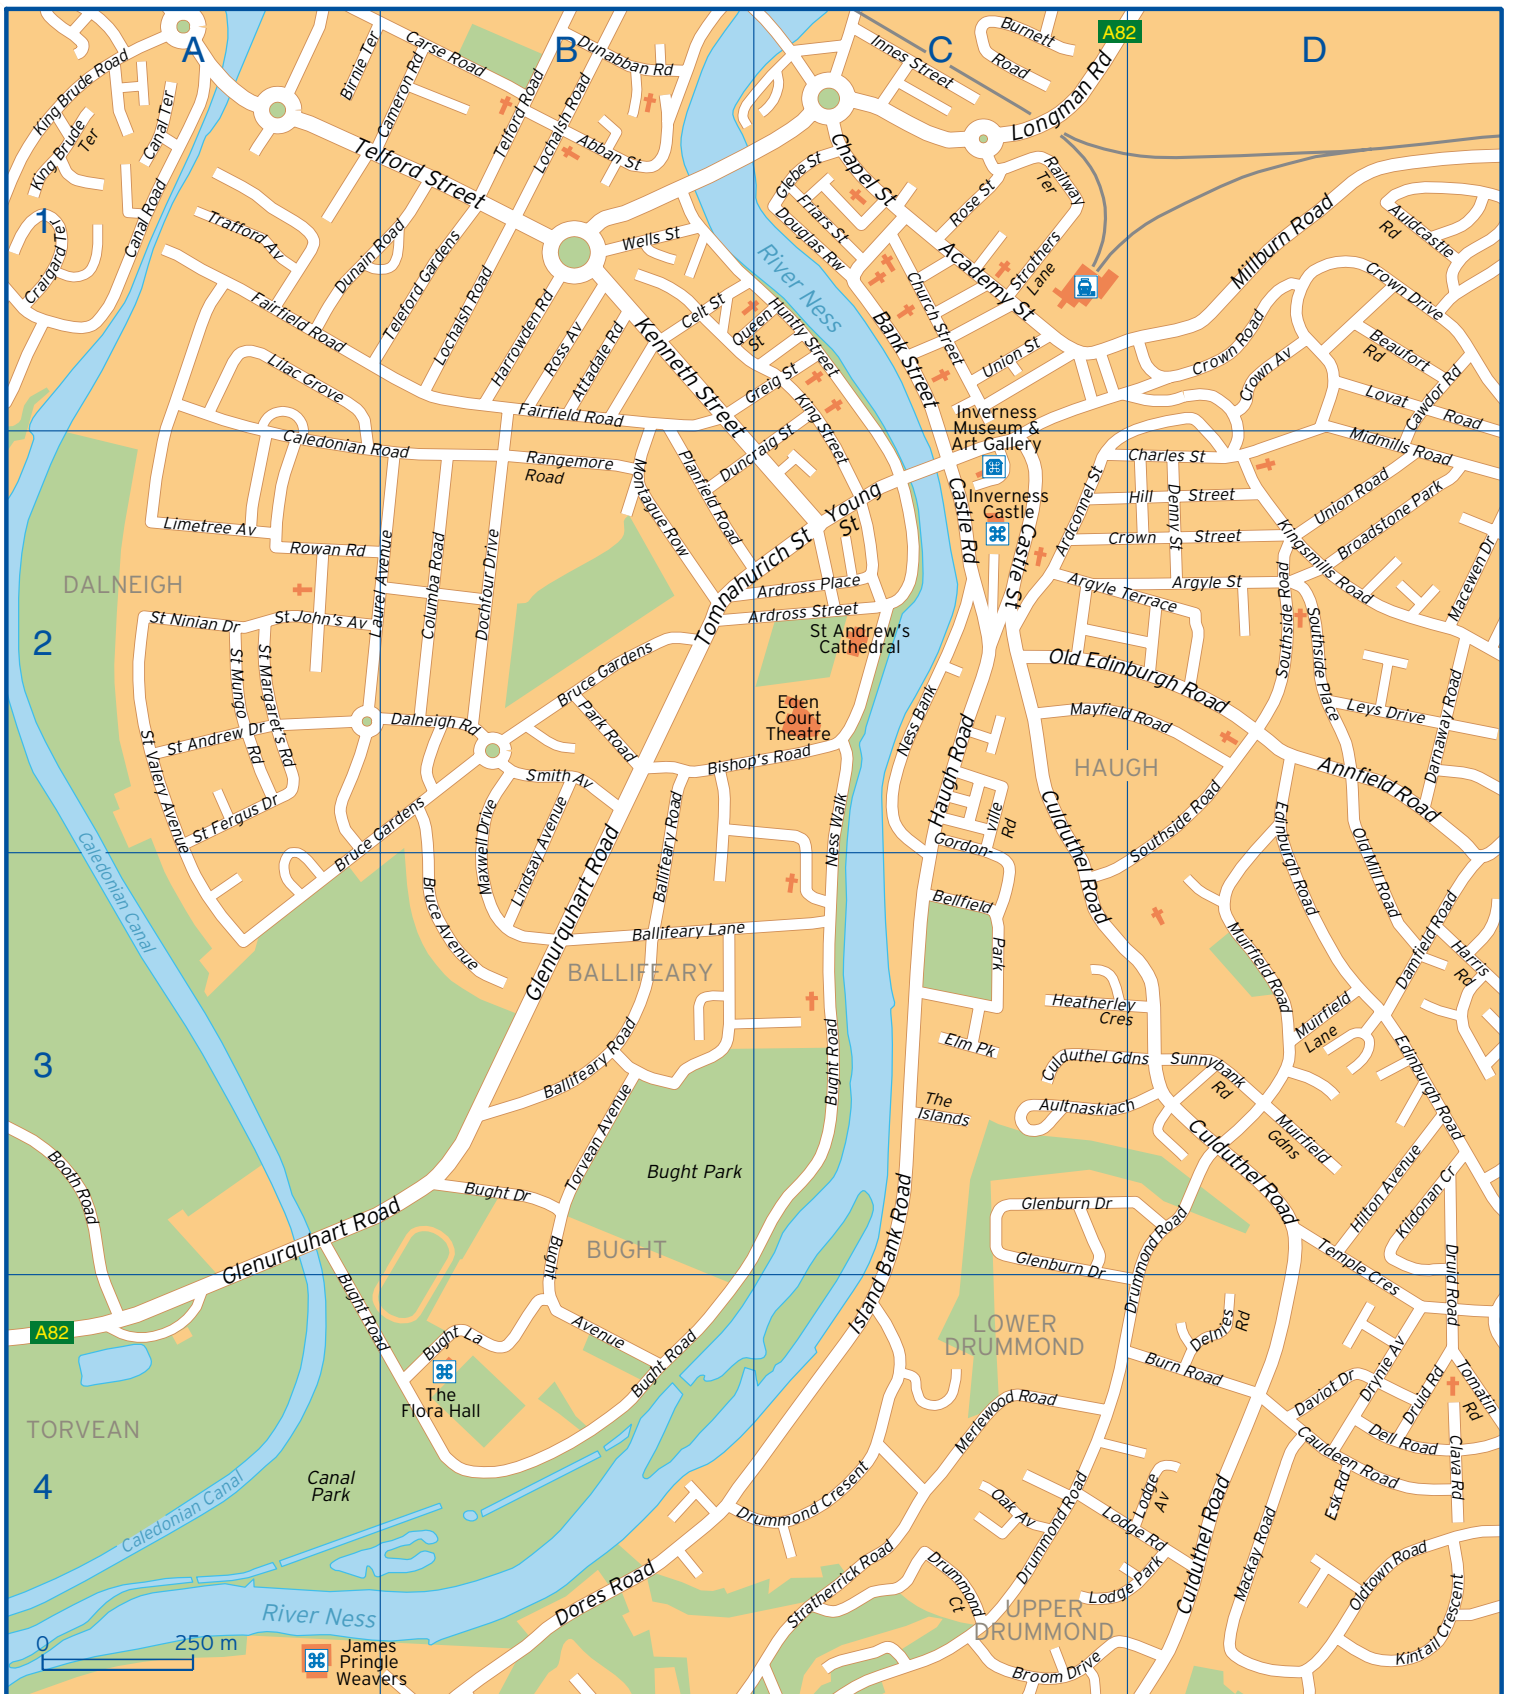 A
B
C
D
A82
Burnett
Road
Innes Street
Longman Rd
King Brude Road
Birnie Ter
Carse Road
Cameron Rd
Dunabban Rd
Telford Road
Lochalsh Road
Abban St
King Brude
Ter
Canal Ter
Telford Street
Chapel St
Glebe St
Friars St
Douglas Rw
Rose St
Railway
Ter
1
Craigard Ter
Canal Road
Trafford Av
Dunain Road
Teleford Gardens
Lochalsh Road
Wells St
River Ness
Academy St
Strothers
Lane
Millburn Road
Auldcastle
Rd
Crown Drive
Fairfield Road
Harrowden Rd
Ross Av
Attadale Rd
Kenneth Street
Celt St
Queen
St
Huntly Street
Bank Street
Church Street
Union St
Crown Road
Crown Av
Beaufort
Rd
Lovat
Road
Cawdor Rd
Lilac Grove
Greig St
King Street
Fairfield Road
Inverness
Museum &
Art Gallery
Midmills Road
Caledonian Road
Rangemore
Road
Montague Row
Planfield Road
Duncraig St
Young
St
Castle Rd
Inverness
Castle
Castle St
Ardconnel St
Charles St
Hill
Street
Denny St
Crown
Street
Union Road
Broadstone Park
Kingsmills Road
Macewen Dr
Limetree Av
Rowan Rd
DALNEIGH
Laurel Avenue
Columba Road
Dochfour Drive
Tomnahurich St
Ardross Place
Ardross Street
Argyle Terrace
Argyle St
Southside Road
Southside Place
St Ninian Dr
St John's Av
2
St Mungo
Rd
St Margaret's Rd
St Andrew's
Cathedral
Bruce Gardens
Park Road
Eden
Court
Theatre
Old Edinburgh Road
Mayfield Road
Leys Drive
Darnaway Road
Dalneigh Rd
St Andrew Dr
St Valery Avenue
St Fergus Dr
Smith Av
Bishop's Road
Ness Bank
Haugh Road
HAUGH
Annfield Road
Bruce Gardens
Maxwell Drive
Lindsay Avenue
Ballifeary Road
Ness Walk
Gordon-
ville
Rd
Culduthel Road
Southside Road
Edinburgh Road
Old Mill Road
Caledonian Canal
Bruce Avenue
Glenurquhart Road
Ballifeary Lane
BALLIFEARY
Bellfield
Park
Muirfield Road
Damfield Road
Harris
Rd
Heatherley
Cres
Muirfield
Lane
Elm Pk
3
Ballifeary Road
Bught Road
Culduthel Gdns
Sunnybank
Rd
Edinburgh Road
The
Islands
Aultnaskiach
Torvean Avenue
Muirfield
Gdns
Booth Road
Bught Park
Culduthel Road
Hilton Avenue
Kildonan Cr
Bught Dr
Glenurquhart Road
Island Bank Road
Glenburn Dr
Drummond Road
BUGHT
Bught
Glenburn Dr
Temple Cres
Druid Road
A82
Bught Road
Bught La
Avenue
Bught Road
LOWER
DRUMMOND
Delnies
Rd
Burn Road
Drynie Av
Daviot Dr
Druid Rd
Tomatin
Rd
The
Flora Hall
TORVEAN
Merlewood Road
Dell Road
Cauldeen Road
Clava Rd
Canal
Park
4
Caledonian Canal
Drummond Cresent
Oak Av
Lodge
Av
Lodge Rd
Esk Rd
Drummond Road
Culduthel Road
Mackay Road
Dores Road
Stratherrick Road
Drummond
Ct
Lodge Park
Oldtown Road
UPPER
DRUMMOND
Kintail Crescent
River Ness
0
250 m
James
Pringle
Weavers
Broom Drive